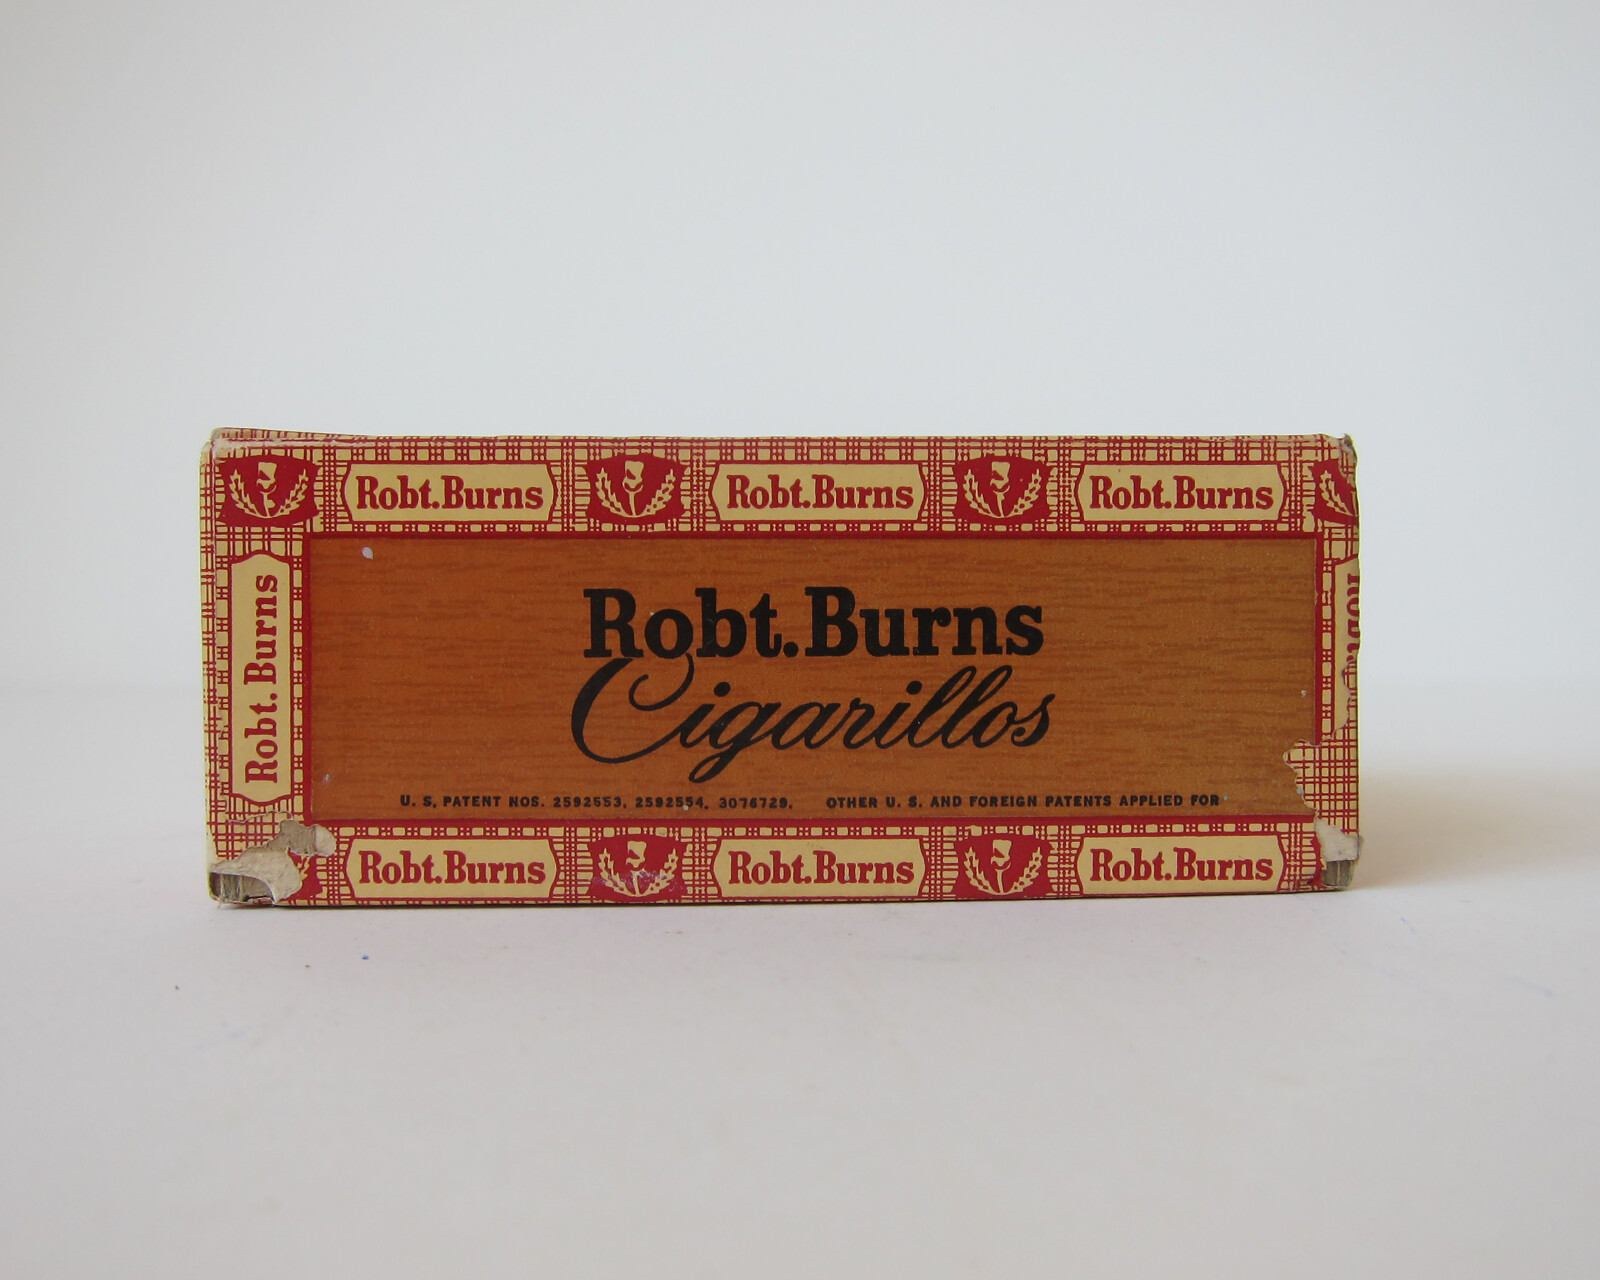 Robt.Burns Robt.Burns Robt.Burns
Robt. Burns
Robt.Burns
Cigarillos
U. S. PATENT NOS. 2592553, 2592554, 3076729. OTHER U. S. AND FOREIGN PATENTS APPLIED FOR
Robt.Burns Robt.Burns Robt.Burns